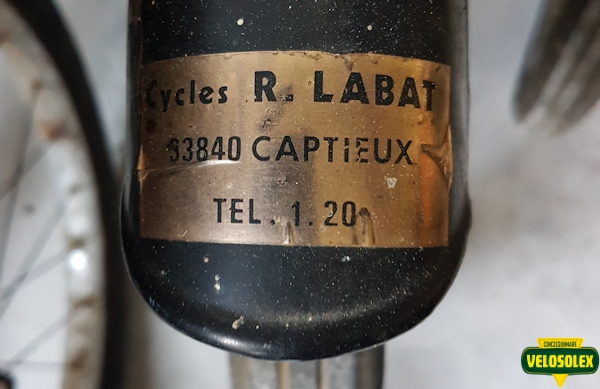 Cycles R. LABAT
33840 CAPTIEUX
TEL. 1.20
CONCESSIONNAIRE
VELOSOLEX